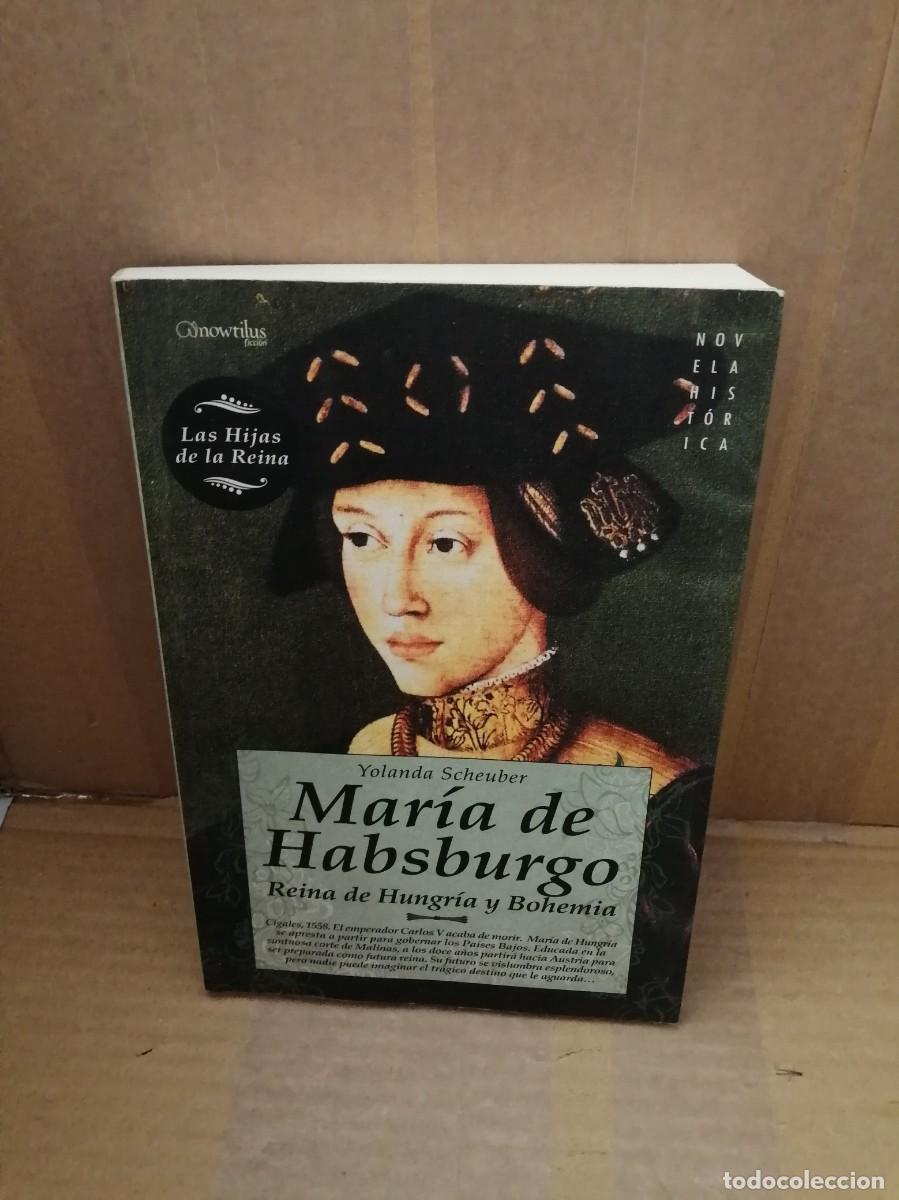 nowtilus
ficción
NOV
ELA
HIS
TÓR
ICA
Las Hijas
de la Reina
Yolanda Scheuber
María de
Habsburgo
Reina de Hungría y Bohemia
Cigales, 1558. El emperador Carlos V acaba de morir. María de Hungría
se apresta a partir para gobernar los Países Bajos. Educada en la
suntuosa corte de Malinas, a los doce años partirá hacia Austria para
ser preparada como futura reina. Su futuro se vislumbra esplendoroso,
pero nadie puede imaginar el trágico destino que le aguarda...
todocoleccion